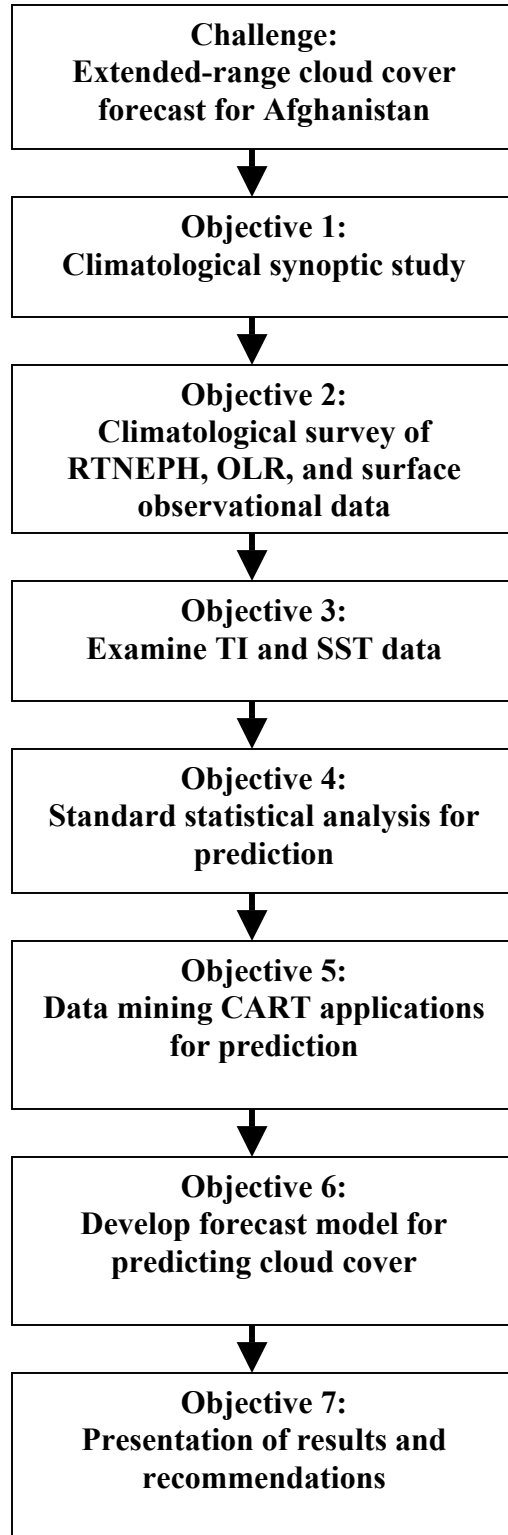 Challenge:
Extended-range cloud cover
forecast for Afghanistan
Objective 1:
Climatological synoptic study
Objective 2:
Climatological survey of
RTNEPH, OLR, and surface
observational data
Objective 3:
Examine TI and SST data
Objective 4:
Standard statistical analysis for
prediction
Objective 5:
Data mining CART applications
for prediction
Objective 6:
Develop forecast model for
predicting cloud cover
Objective 7:
Presentation of results and
recommendations